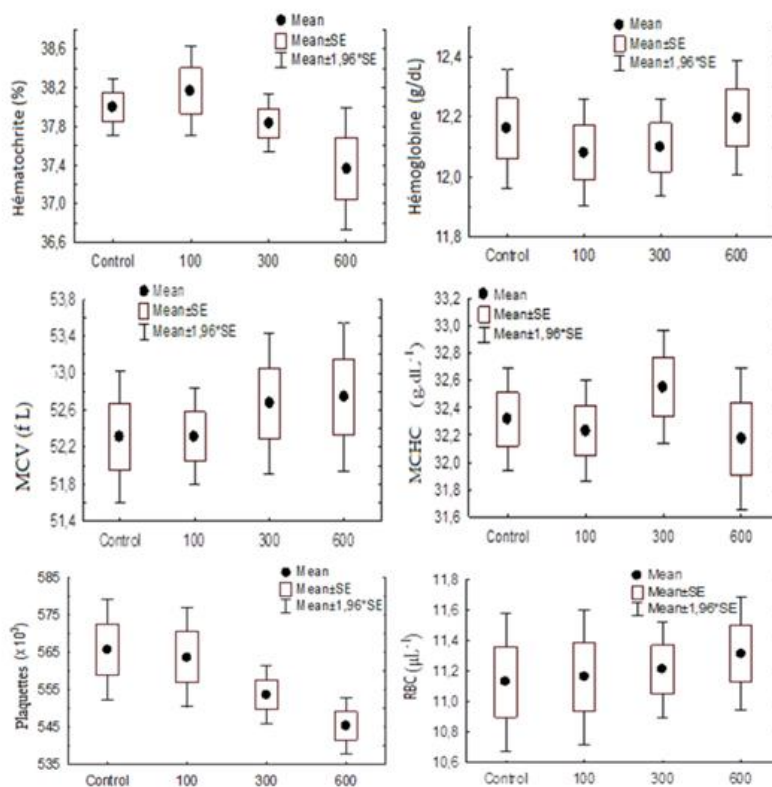 Mean
Mean±SE
Mean±1,96*SE
Hématochrite (%)
38,6
38,2
37,8
37,4
37,0
36,6
Control 100 300 600
Mean
Mean±SE
Mean±1,96*SE
Hémoglobine (g/dL)
12,4
12,2
12,0
11,8
Control 100 300 600
Mean
Mean±SE
Mean±1,96*SE
MCV (f L)
53,8
53,4
53,0
52,6
52,2
51,8
51,4
Control 100 300 600
Mean
Mean±SE
Mean±1,96*SE
MCHC (g.dL⁻¹)
33,2
33,0
32,8
32,6
32,4
32,2
32,0
31,8
31,6
Control 100 300 600
Mean
Mean±SE
Mean±1,96*SE
Plaquettes (x10³)
585
575
565
555
545
535
Control 100 300 600
Mean
Mean±SE
Mean±1,96*SE
RBC (µL⁻¹)
11,8
11,6
11,4
11,2
11,0
10,8
10,6
Control 100 300 600